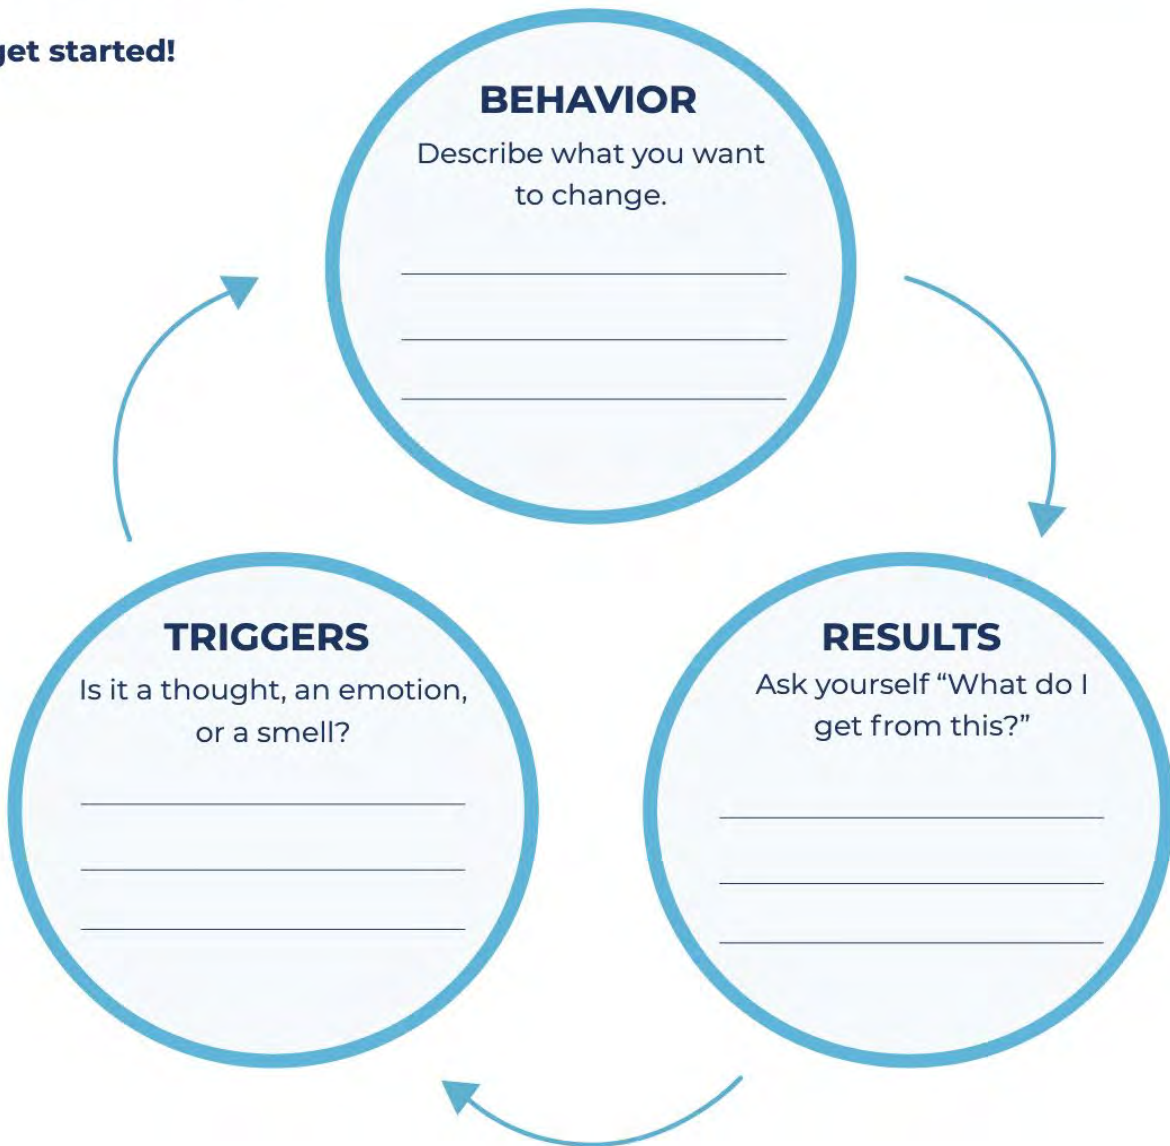 get started!
BEHAVIOR
Describe what you want
to change.
TRIGGERS
Is it a thought, an emotion,
or a smell?
RESULTS
Ask yourself “What do I
get from this?”